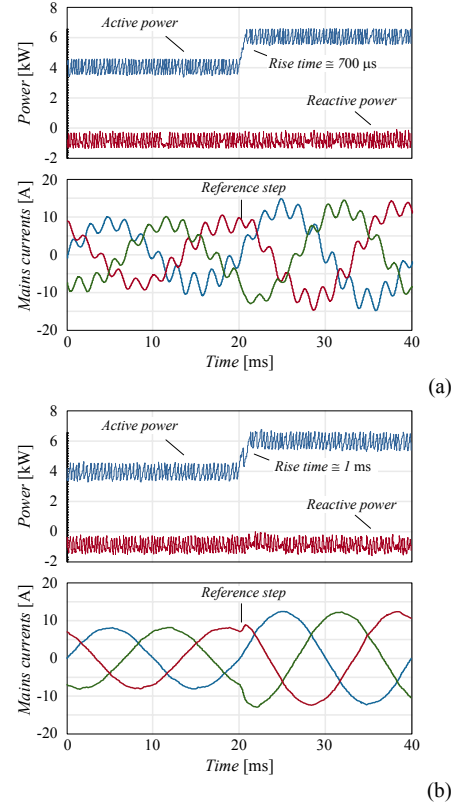 8
Active power
6
Power [kW]
4
Rise time ≅ 700 μs
2
Reactive power
0
-2
20
Reference step
Mains currents [A]
10
0
-10
-20
0 10 20 30 40
Time [ms]
(a)
8
Active power
6
Power [kW]
4
Rise time ≅ 1 ms
2
Reactive power
0
-2
20
Reference step
Mains currents [A]
10
0
-10
-20
0 10 20 30 40
Time [ms]
(b)